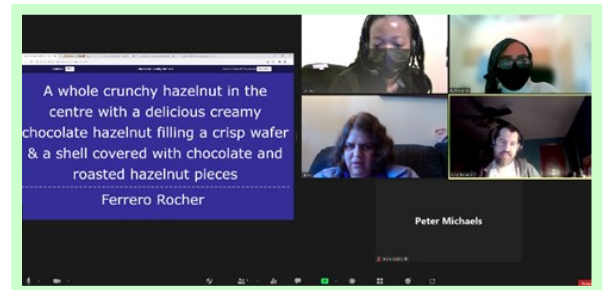 A whole crunchy hazelnut in the
centre with a delicious creamy
chocolate hazelnut filling a crisp wafer
& a shell covered with chocolate and
roasted hazelnut pieces
Ferrero Rocher
Peter Michaels